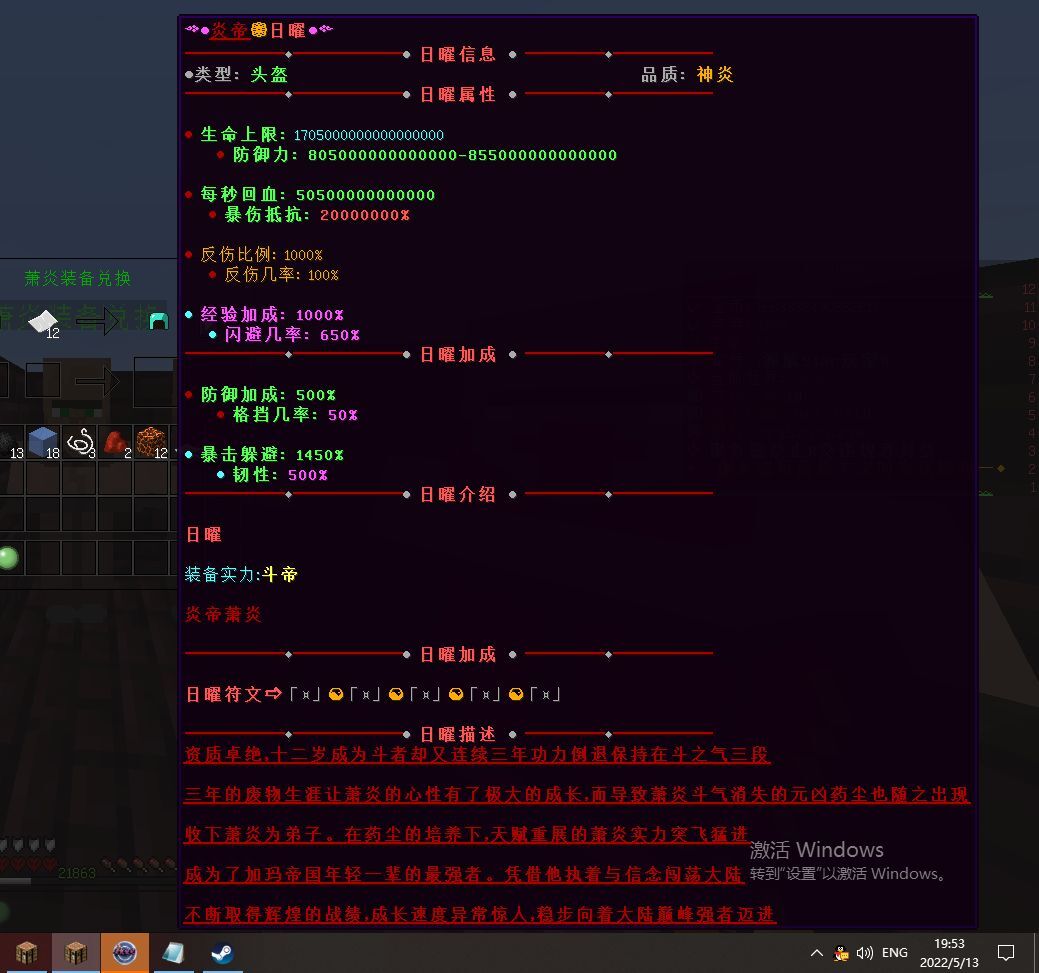 炎帝日曜
日曜信息
类型: 头盔 品质: 神炎
日曜属性
生命上限: 1705000000000000000
防御力: 805000000000000-855000000000000
每秒回血: 50500000000000
暴伤抵抗: 20000000%
反伤比例: 1000%
反伤几率: 100%
萧炎装备兑换
经验加成: 1000%
闪避几率: 650%
12
日曜加成
防御加成: 500%
格挡几率: 50%
暴击躲避: 1450%
13 18 3 2 12
韧性: 500%
日曜介绍
日曜
装备实力:斗帝
炎帝萧炎
日曜加成
日曜符文⇨「¤」「¤」「¤」「¤」「¤」
日曜描述
资质卓绝,十二岁成为斗者却又连续三年功力倒退保持在斗之气三段
三年的废物生涯让萧炎的心性有了极大的成长,而导致萧炎斗气消失的元凶药尘也随之出现
收下萧炎为弟子。在药尘的培养下,天赋重展的萧炎实力突飞猛进
成为了加玛帝国年轻一辈的最强者。凭借他执着与信念闯荡大陆
不断取得辉煌的战绩,成长速度异常惊人,稳步向着大陆巅峰强者迈进
21863
激活 Windows
转到"设置"以激活 Windows。
12
11
10
9
8
7
6
5
4
3
2
1
ENG
19:53
2022/5/13